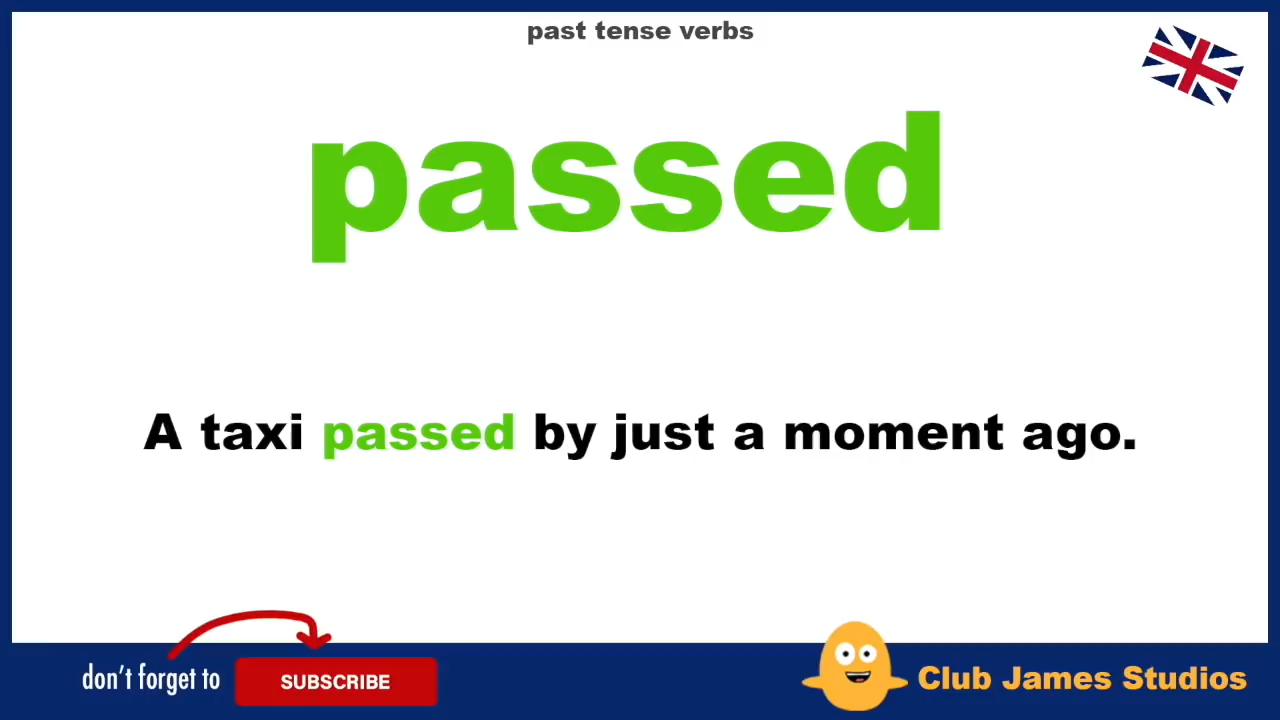 past tense verbs
passed
A taxi passed by just a moment ago.
don't forget to SUBSCRIBE
Club James Studios